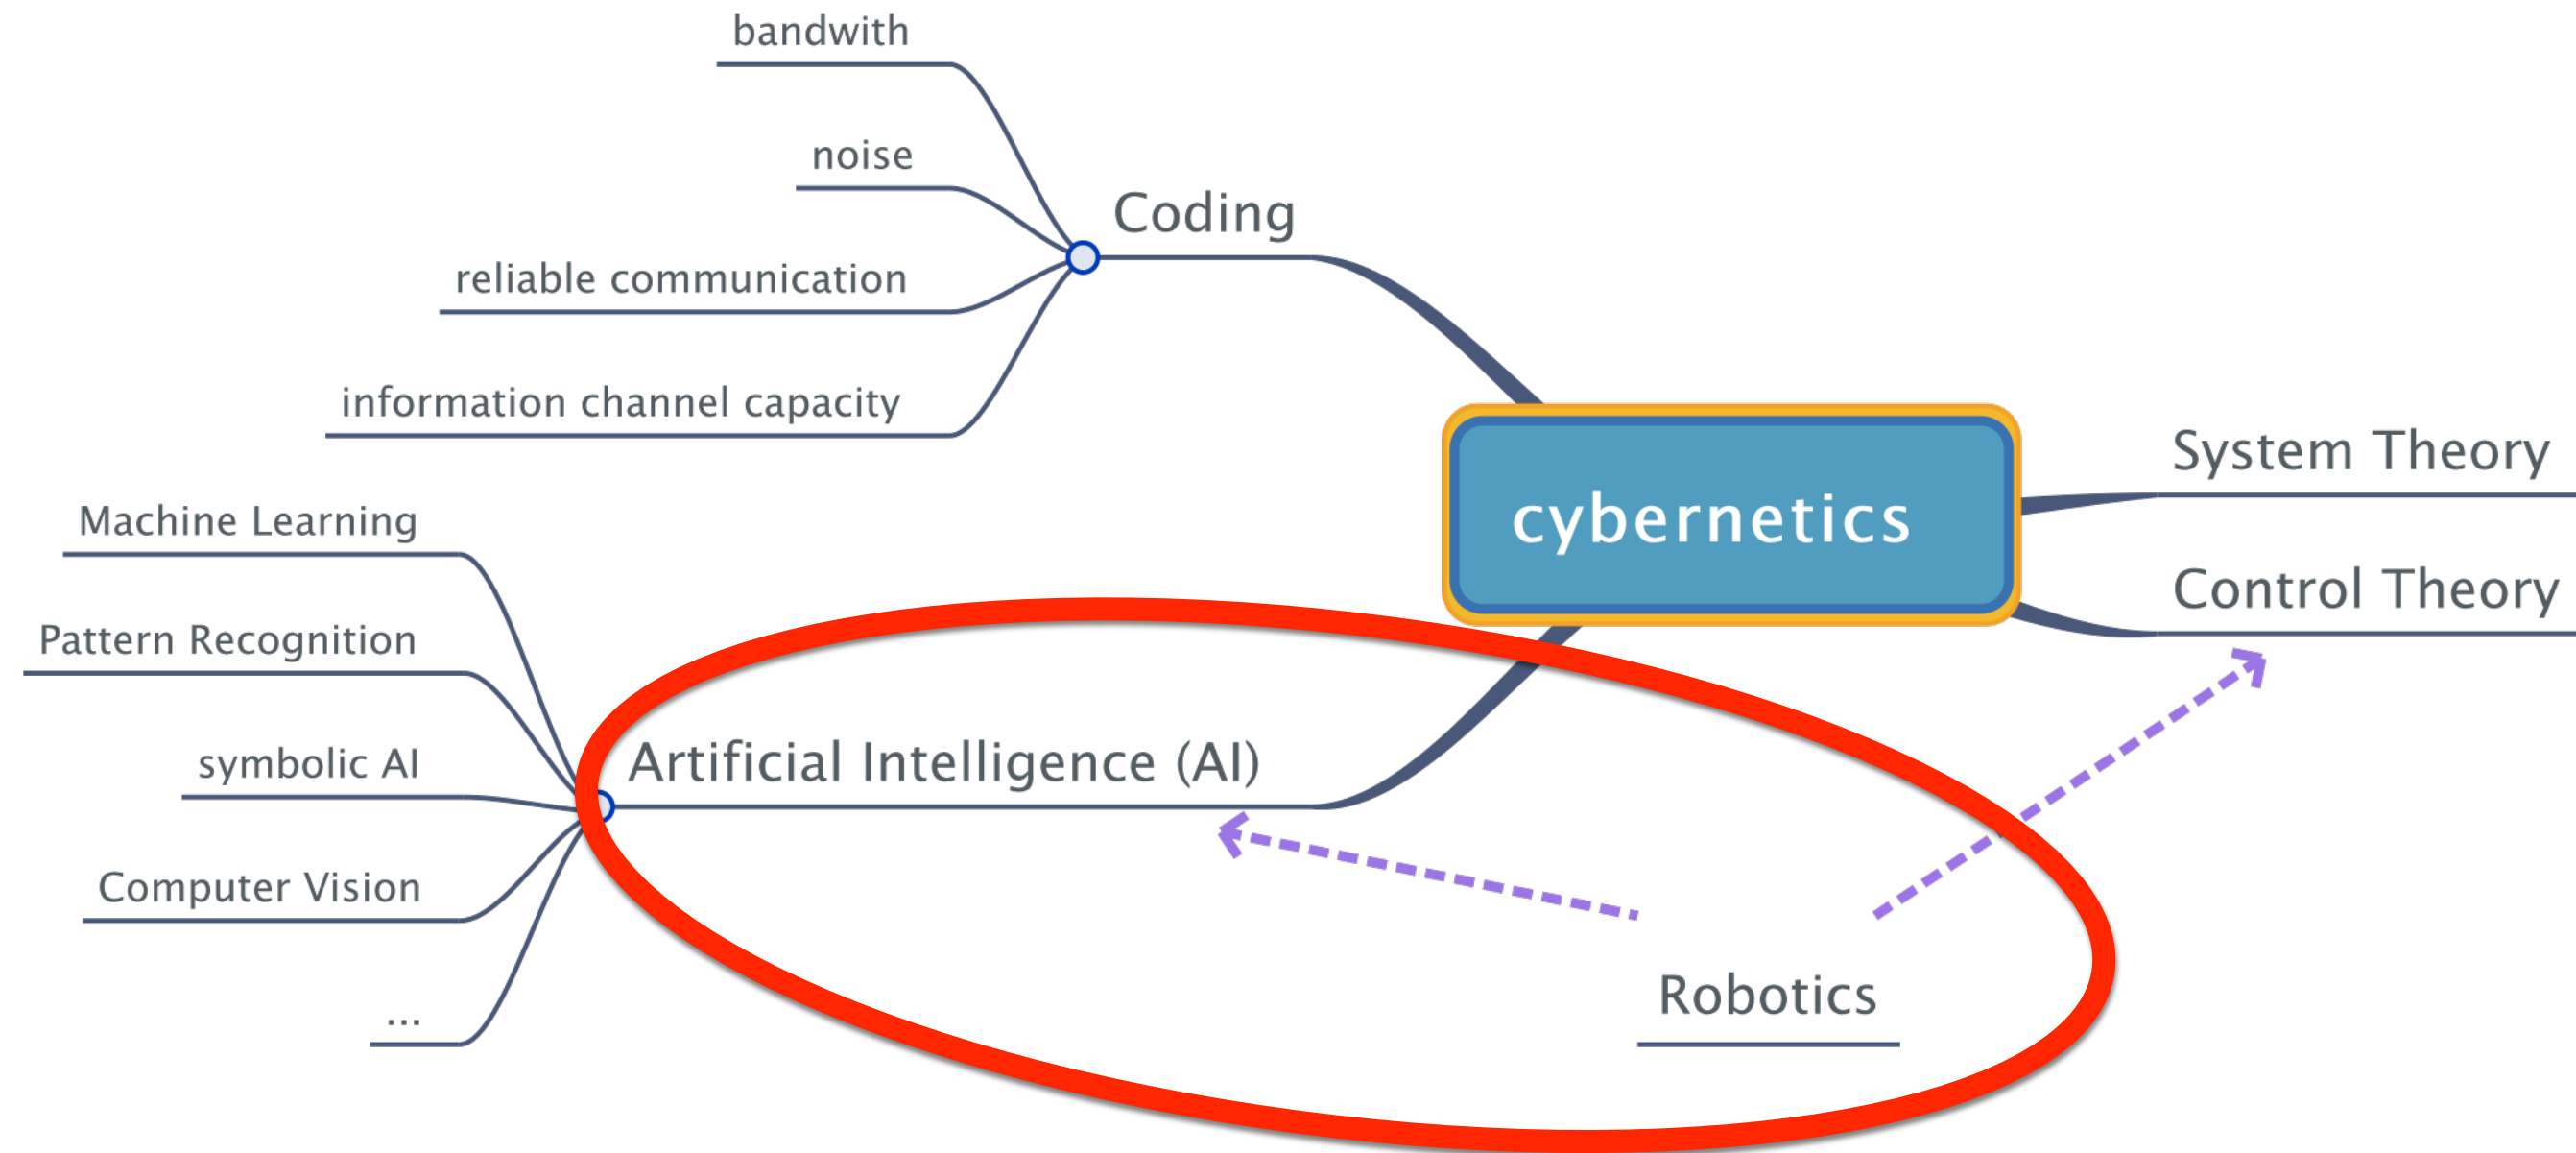 bandwith
noise
Coding
reliable communication
information channel capacity
cybernetics
System Theory
Control Theory
Machine Learning
Pattern Recognition
symbolic AI
Artificial Intelligence (AI)
Computer Vision
...
Robotics